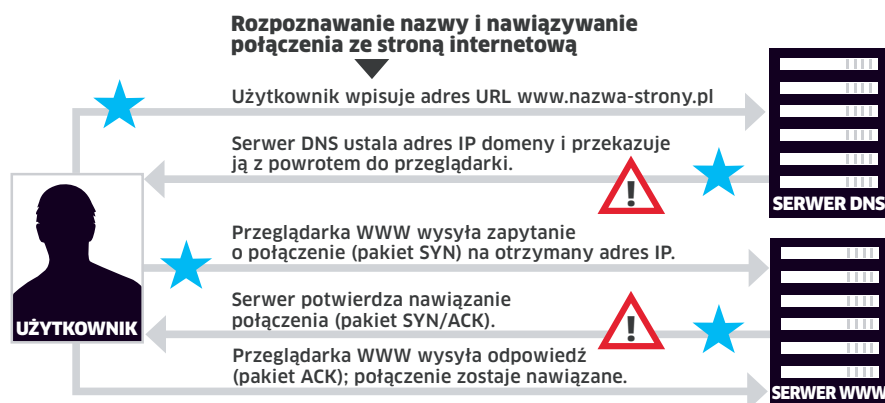 Rozpoznawanie nazwy i nawiązywanie
połączenia ze stroną internetową
Użytkownik wpisuje adres URL www.nazwa-strony.pl
Serwer DNS ustala adres IP domeny i przekazuje
ją z powrotem do przeglądarki.
!
SERWER DNS
Przeglądarka WWW wysyła zapytanie
o połączenie (pakiet SYN) na otrzymany adres IP.
UŻYTKOWNIK
Serwer potwierdza nawiązanie
połączenia (pakiet SYN/ACK).
!
Przeglądarka WWW wysyła odpowiedź
(pakiet ACK); połączenie zostaje nawiązane.
SERWER WWW